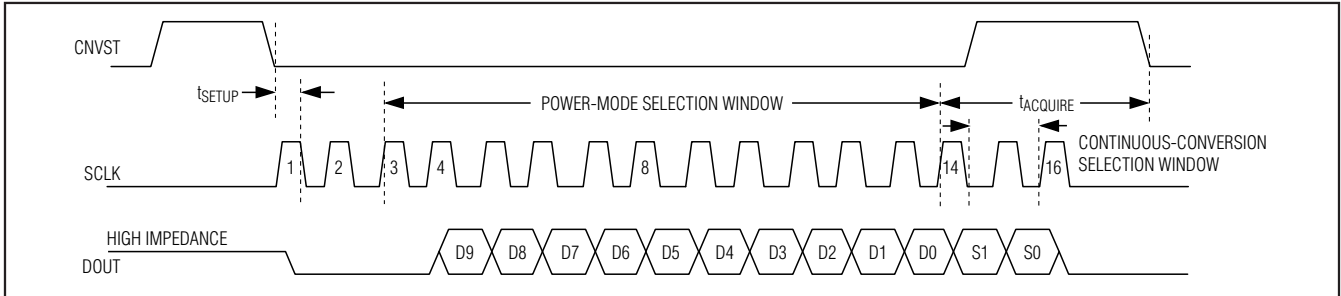 CNVST
tSETUP
POWER-MODE SELECTION WINDOW
tACQUIRE
CONTINUOUS-CONVERSION
SELECTION WINDOW
SCLK
1 2 3 4 8 14 16
HIGH IMPEDANCE
DOUT
D9 D8 D7 D6 D5 D4 D3 D2 D1 D0 S1 S0